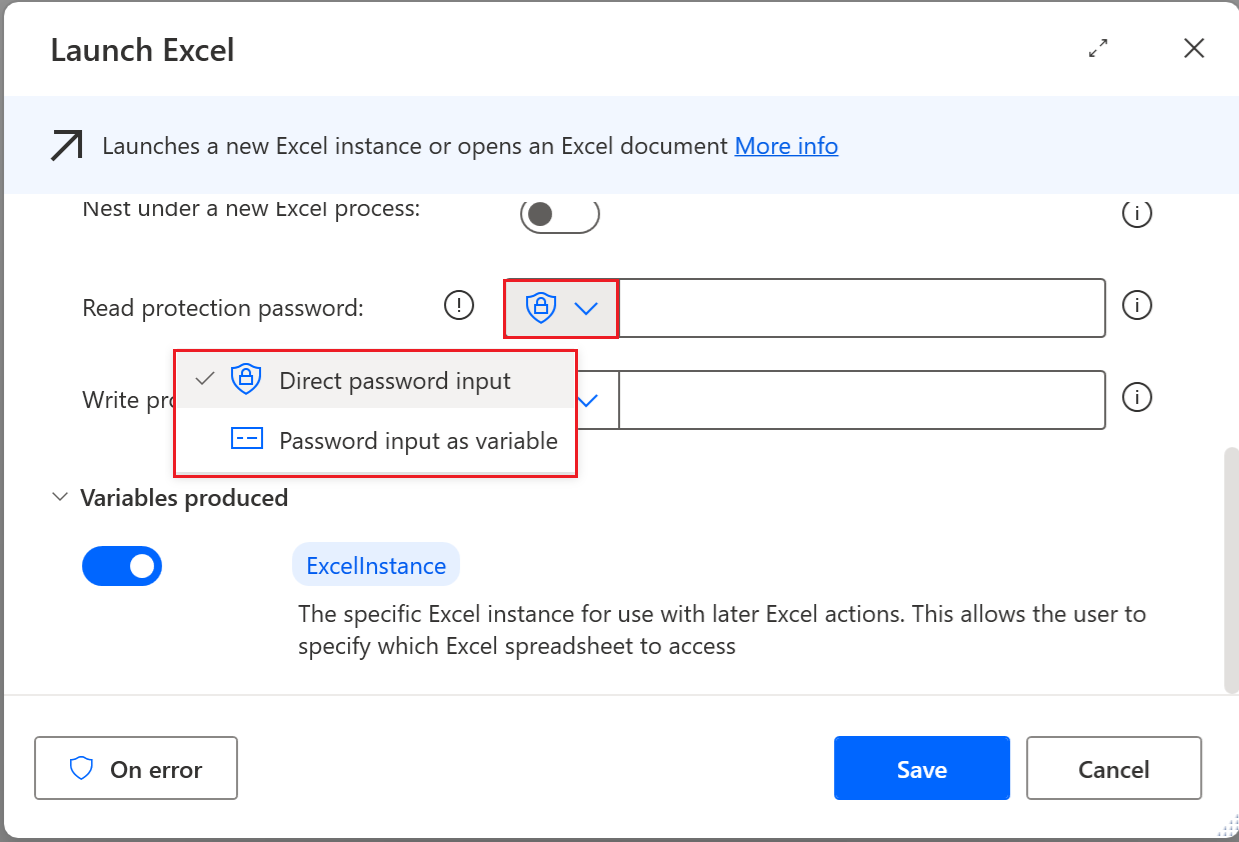 Launch Excel
Launches a new Excel instance or opens an Excel document More info
Nest under a new Excel process:
Read protection password:
Direct password input
Write pro
Password input as variable
Variables produced
ExcelInstance
The specific Excel instance for use with later Excel actions. This allows the user to
specify which Excel spreadsheet to access
On error
Save
Cancel